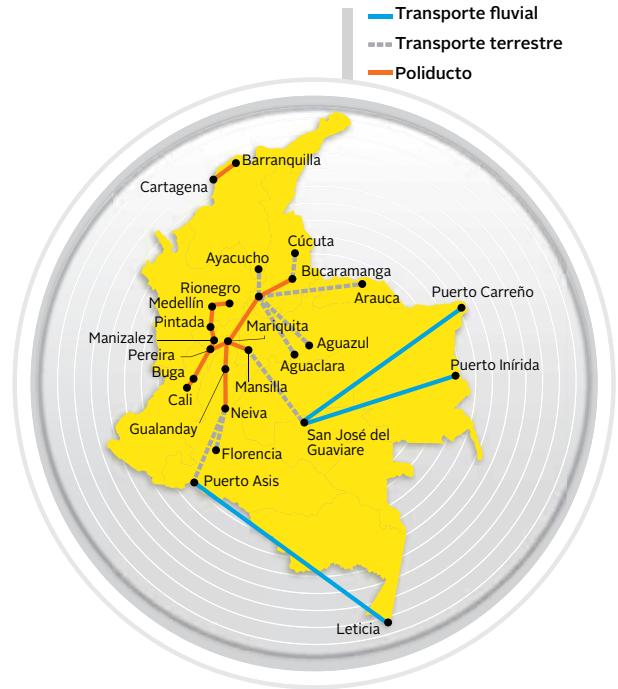 Transporte fluvial
Transporte terrestre
Poliducto
Barranquilla
Cartagena
Cúcuta
Ayacucho
Bucaramanga
Arauca
Puerto Carreño
Rionegro
Medellín
Pintada
Mariquita
Manizalez
Aguazul
Pereira
Aguaclara
Puerto Inírida
Buga
Mansilla
Cali
Neiva
Gualanday
San José del
Guaviare
Florencia
Puerto Asis
Leticia